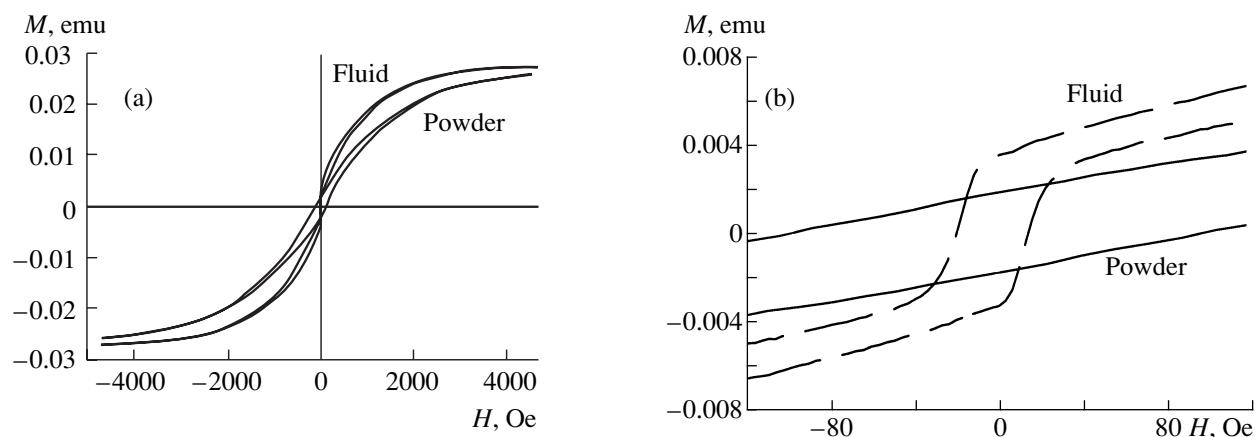 M, emu
0.03
(a)
Fluid
0.02
Powder
0.01
0
−0.01
−0.02
−0.03
−4000 −2000 0 2000 4000
H, Oe
M, emu
0.008
(b)
Fluid
0.004
0
Powder
−0.004
−0.008
−80 0 80 H, Oe